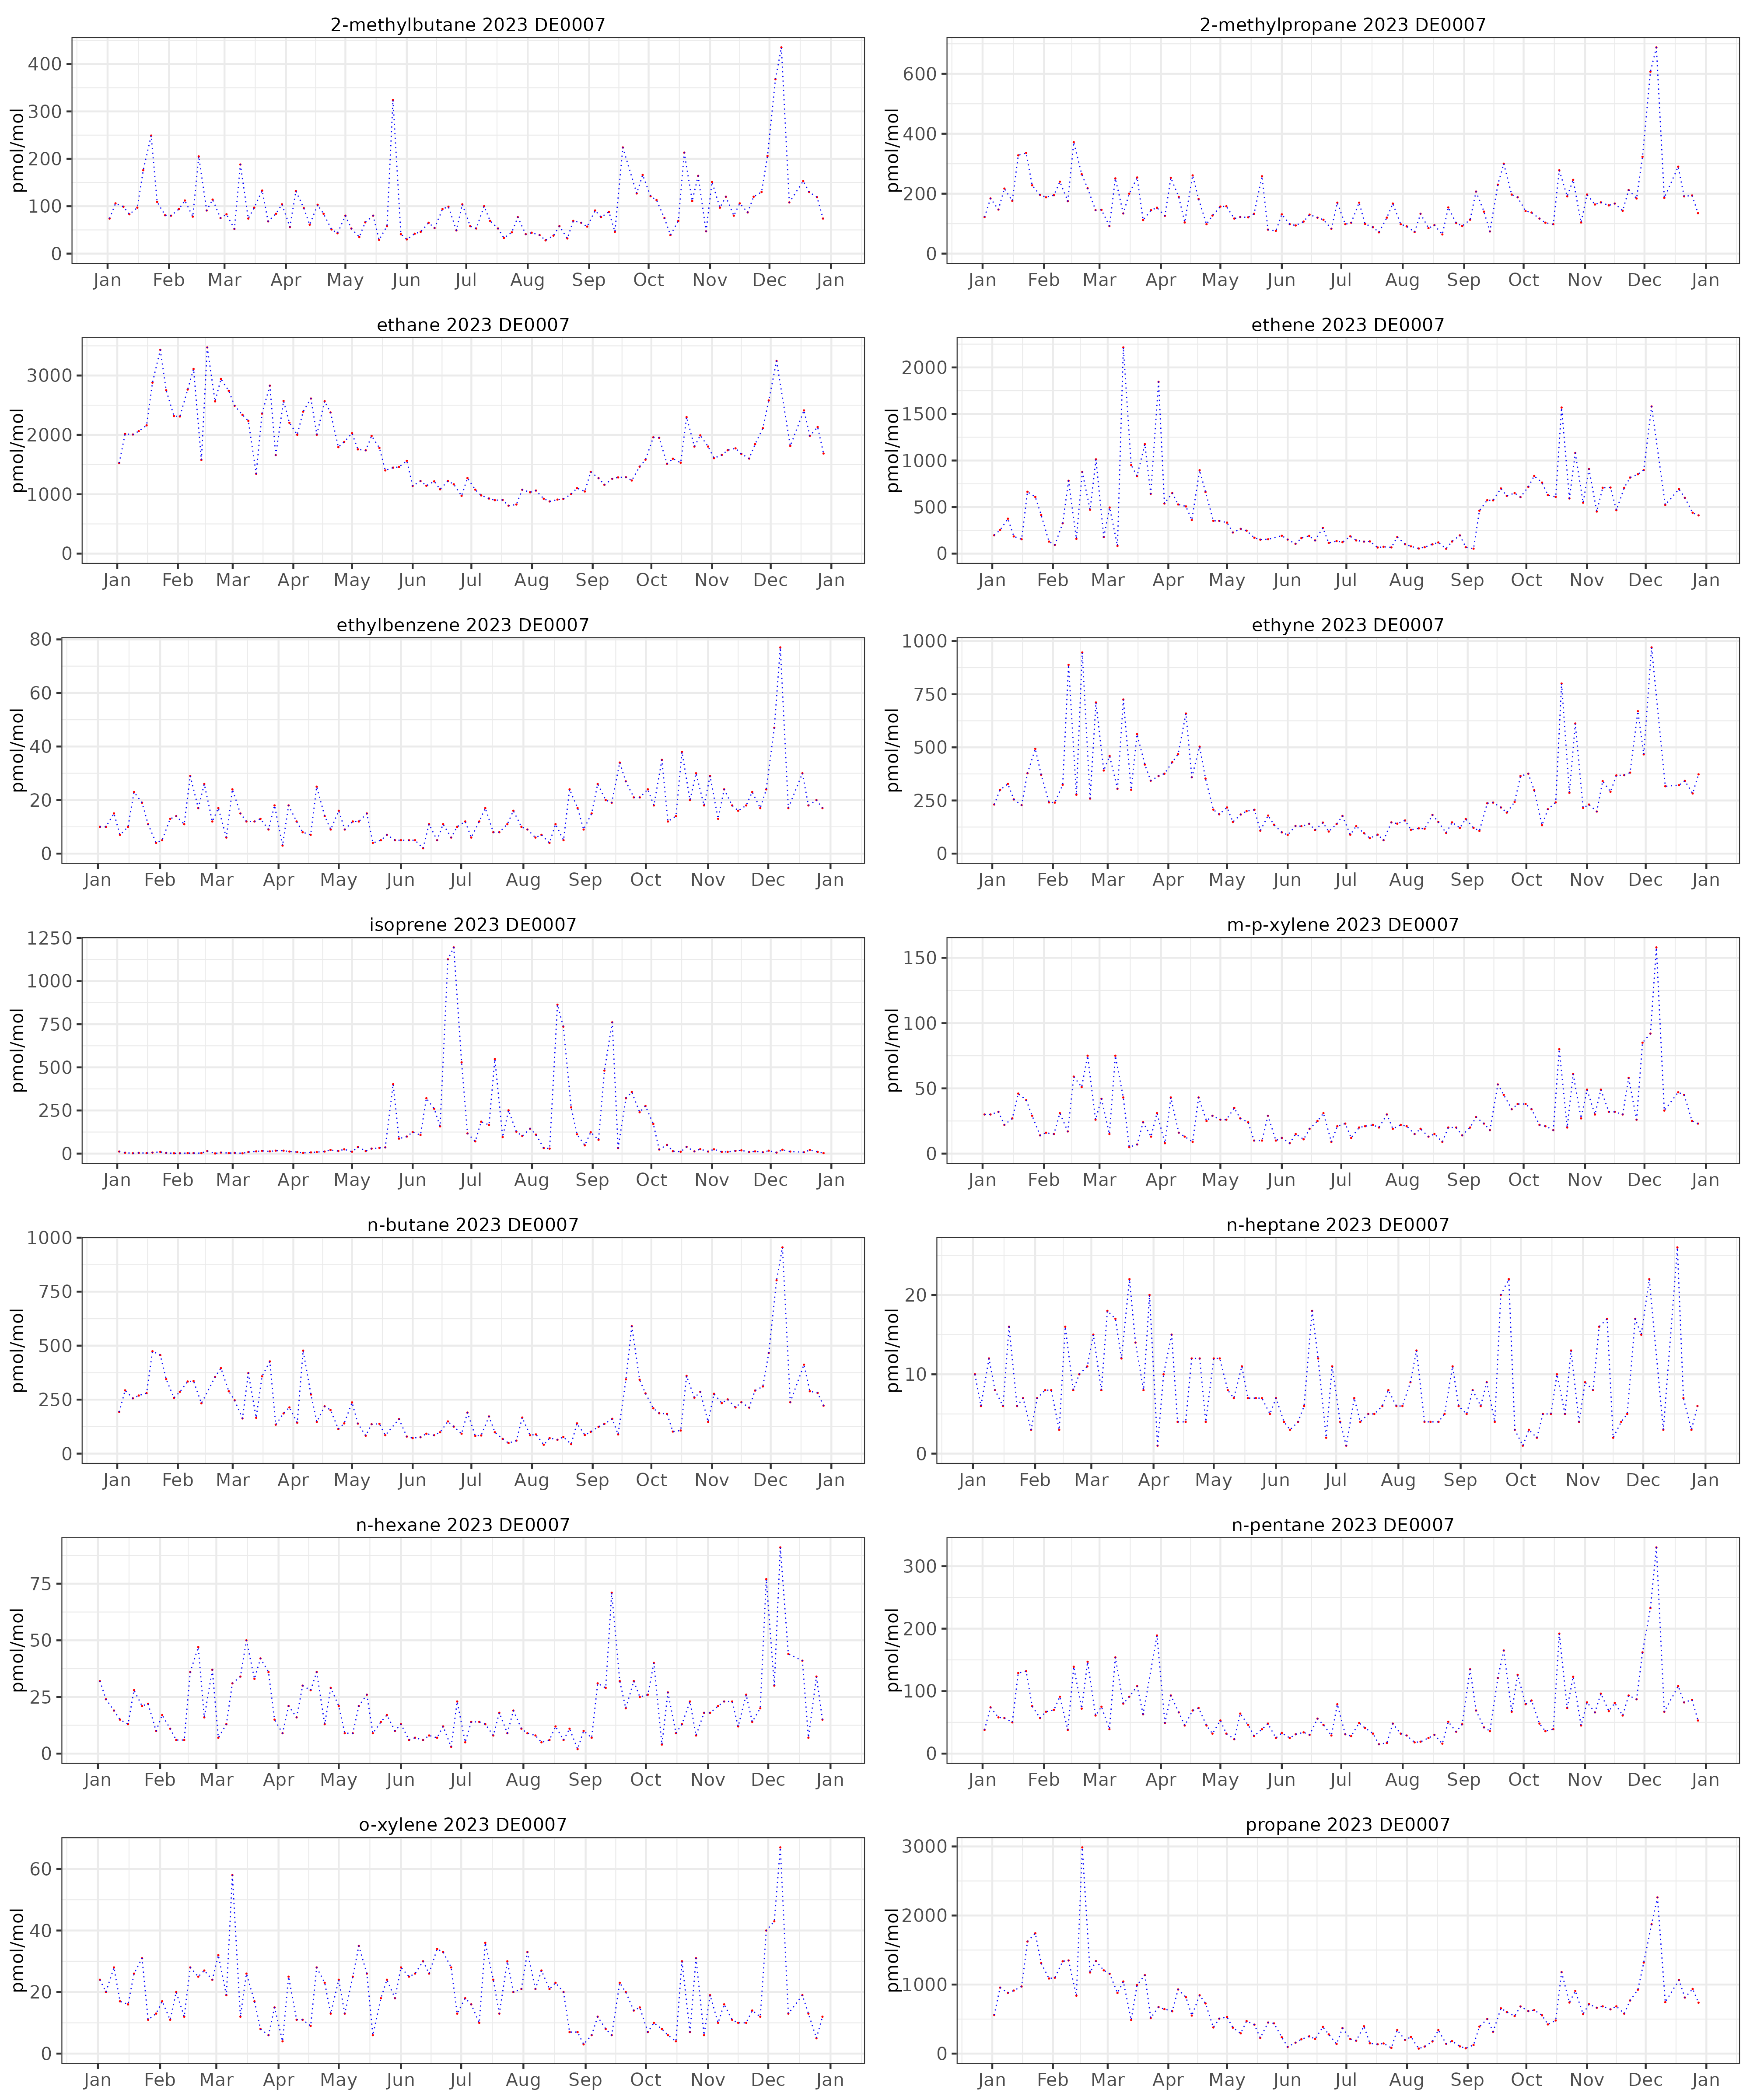 2-methylbutane 2023 DE0007
pmol/mol
400
300
200
100
0
Jan Feb Mar Apr May Jun Jul Aug Sep Oct Nov Dec Jan
2-methylpropane 2023 DE0007
pmol/mol
600
400
200
0
Jan Feb Mar Apr May Jun Jul Aug Sep Oct Nov Dec Jan
ethane 2023 DE0007
pmol/mol
3000
2000
1000
0
Jan Feb Mar Apr May Jun Jul Aug Sep Oct Nov Dec Jan
ethene 2023 DE0007
pmol/mol
2000
1500
1000
500
0
Jan Feb Mar Apr May Jun Jul Aug Sep Oct Nov Dec Jan
ethylbenzene 2023 DE0007
pmol/mol
80
60
40
20
0
Jan Feb Mar Apr May Jun Jul Aug Sep Oct Nov Dec Jan
ethyne 2023 DE0007
pmol/mol
1000
750
500
250
0
Jan Feb Mar Apr May Jun Jul Aug Sep Oct Nov Dec Jan
isoprene 2023 DE0007
pmol/mol
1250
1000
750
500
250
0
Jan Feb Mar Apr May Jun Jul Aug Sep Oct Nov Dec Jan
m-p-xylene 2023 DE0007
pmol/mol
150
100
50
0
Jan Feb Mar Apr May Jun Jul Aug Sep Oct Nov Dec Jan
n-butane 2023 DE0007
pmol/mol
1000
750
500
250
0
Jan Feb Mar Apr May Jun Jul Aug Sep Oct Nov Dec Jan
n-heptane 2023 DE0007
pmol/mol
20
10
0
Jan Feb Mar Apr May Jun Jul Aug Sep Oct Nov Dec Jan
n-hexane 2023 DE0007
pmol/mol
75
50
25
0
Jan Feb Mar Apr May Jun Jul Aug Sep Oct Nov Dec Jan
n-pentane 2023 DE0007
pmol/mol
300
200
100
0
Jan Feb Mar Apr May Jun Jul Aug Sep Oct Nov Dec Jan
o-xylene 2023 DE0007
pmol/mol
60
40
20
0
Jan Feb Mar Apr May Jun Jul Aug Sep Oct Nov Dec Jan
propane 2023 DE0007
pmol/mol
3000
2000
1000
0
Jan Feb Mar Apr May Jun Jul Aug Sep Oct Nov Dec Jan